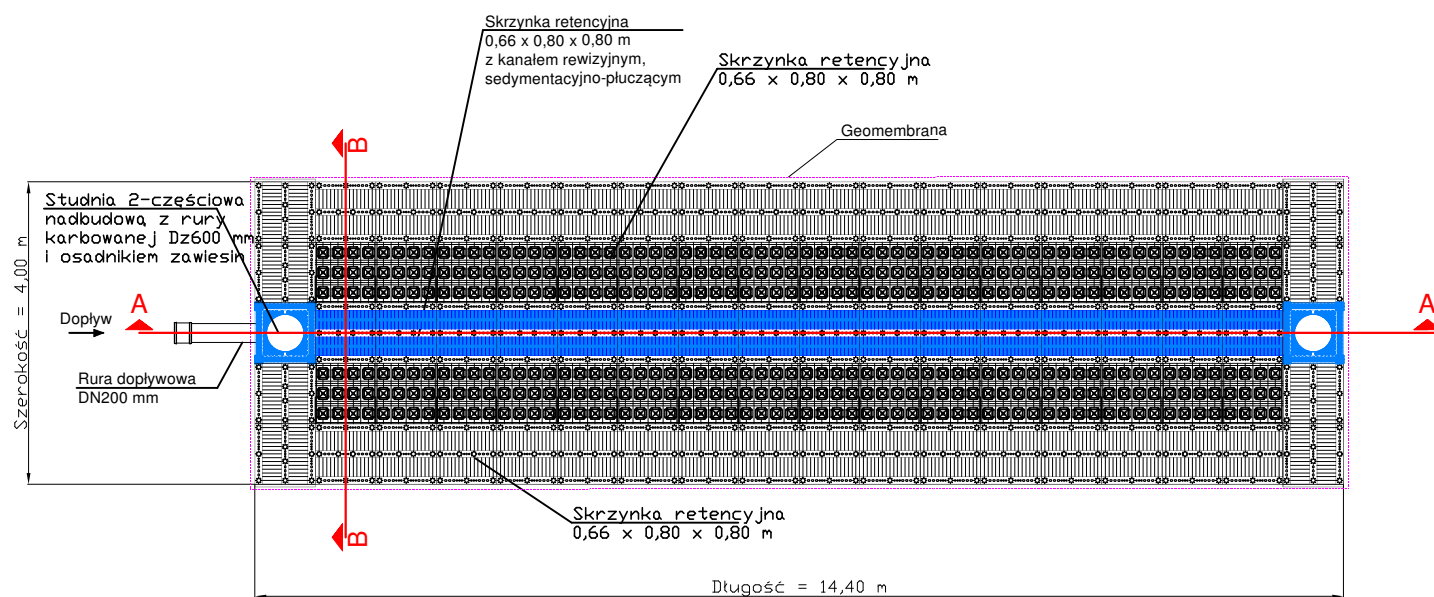 Skrzynka retencyjna
0,66 x 0,80 x 0,80 m
z kanałem rewizyjnym,
sedymentacyjno-płuczącym
Skrzynka retencyjna
0,66 x 0,80 x 0,80 m
Geomembrana
B
Studnia 2-częściowa
nadbudową z rury
karbowanej Dz600 mm
i osadnikiem zawiesin
A
A
Dopływ
Rura dopływowa
DN200 mm
Szerokość = 4,00 m
Skrzynka retencyjna
0,66 x 0,80 x 0,80 m
B
Długość = 14,40 m